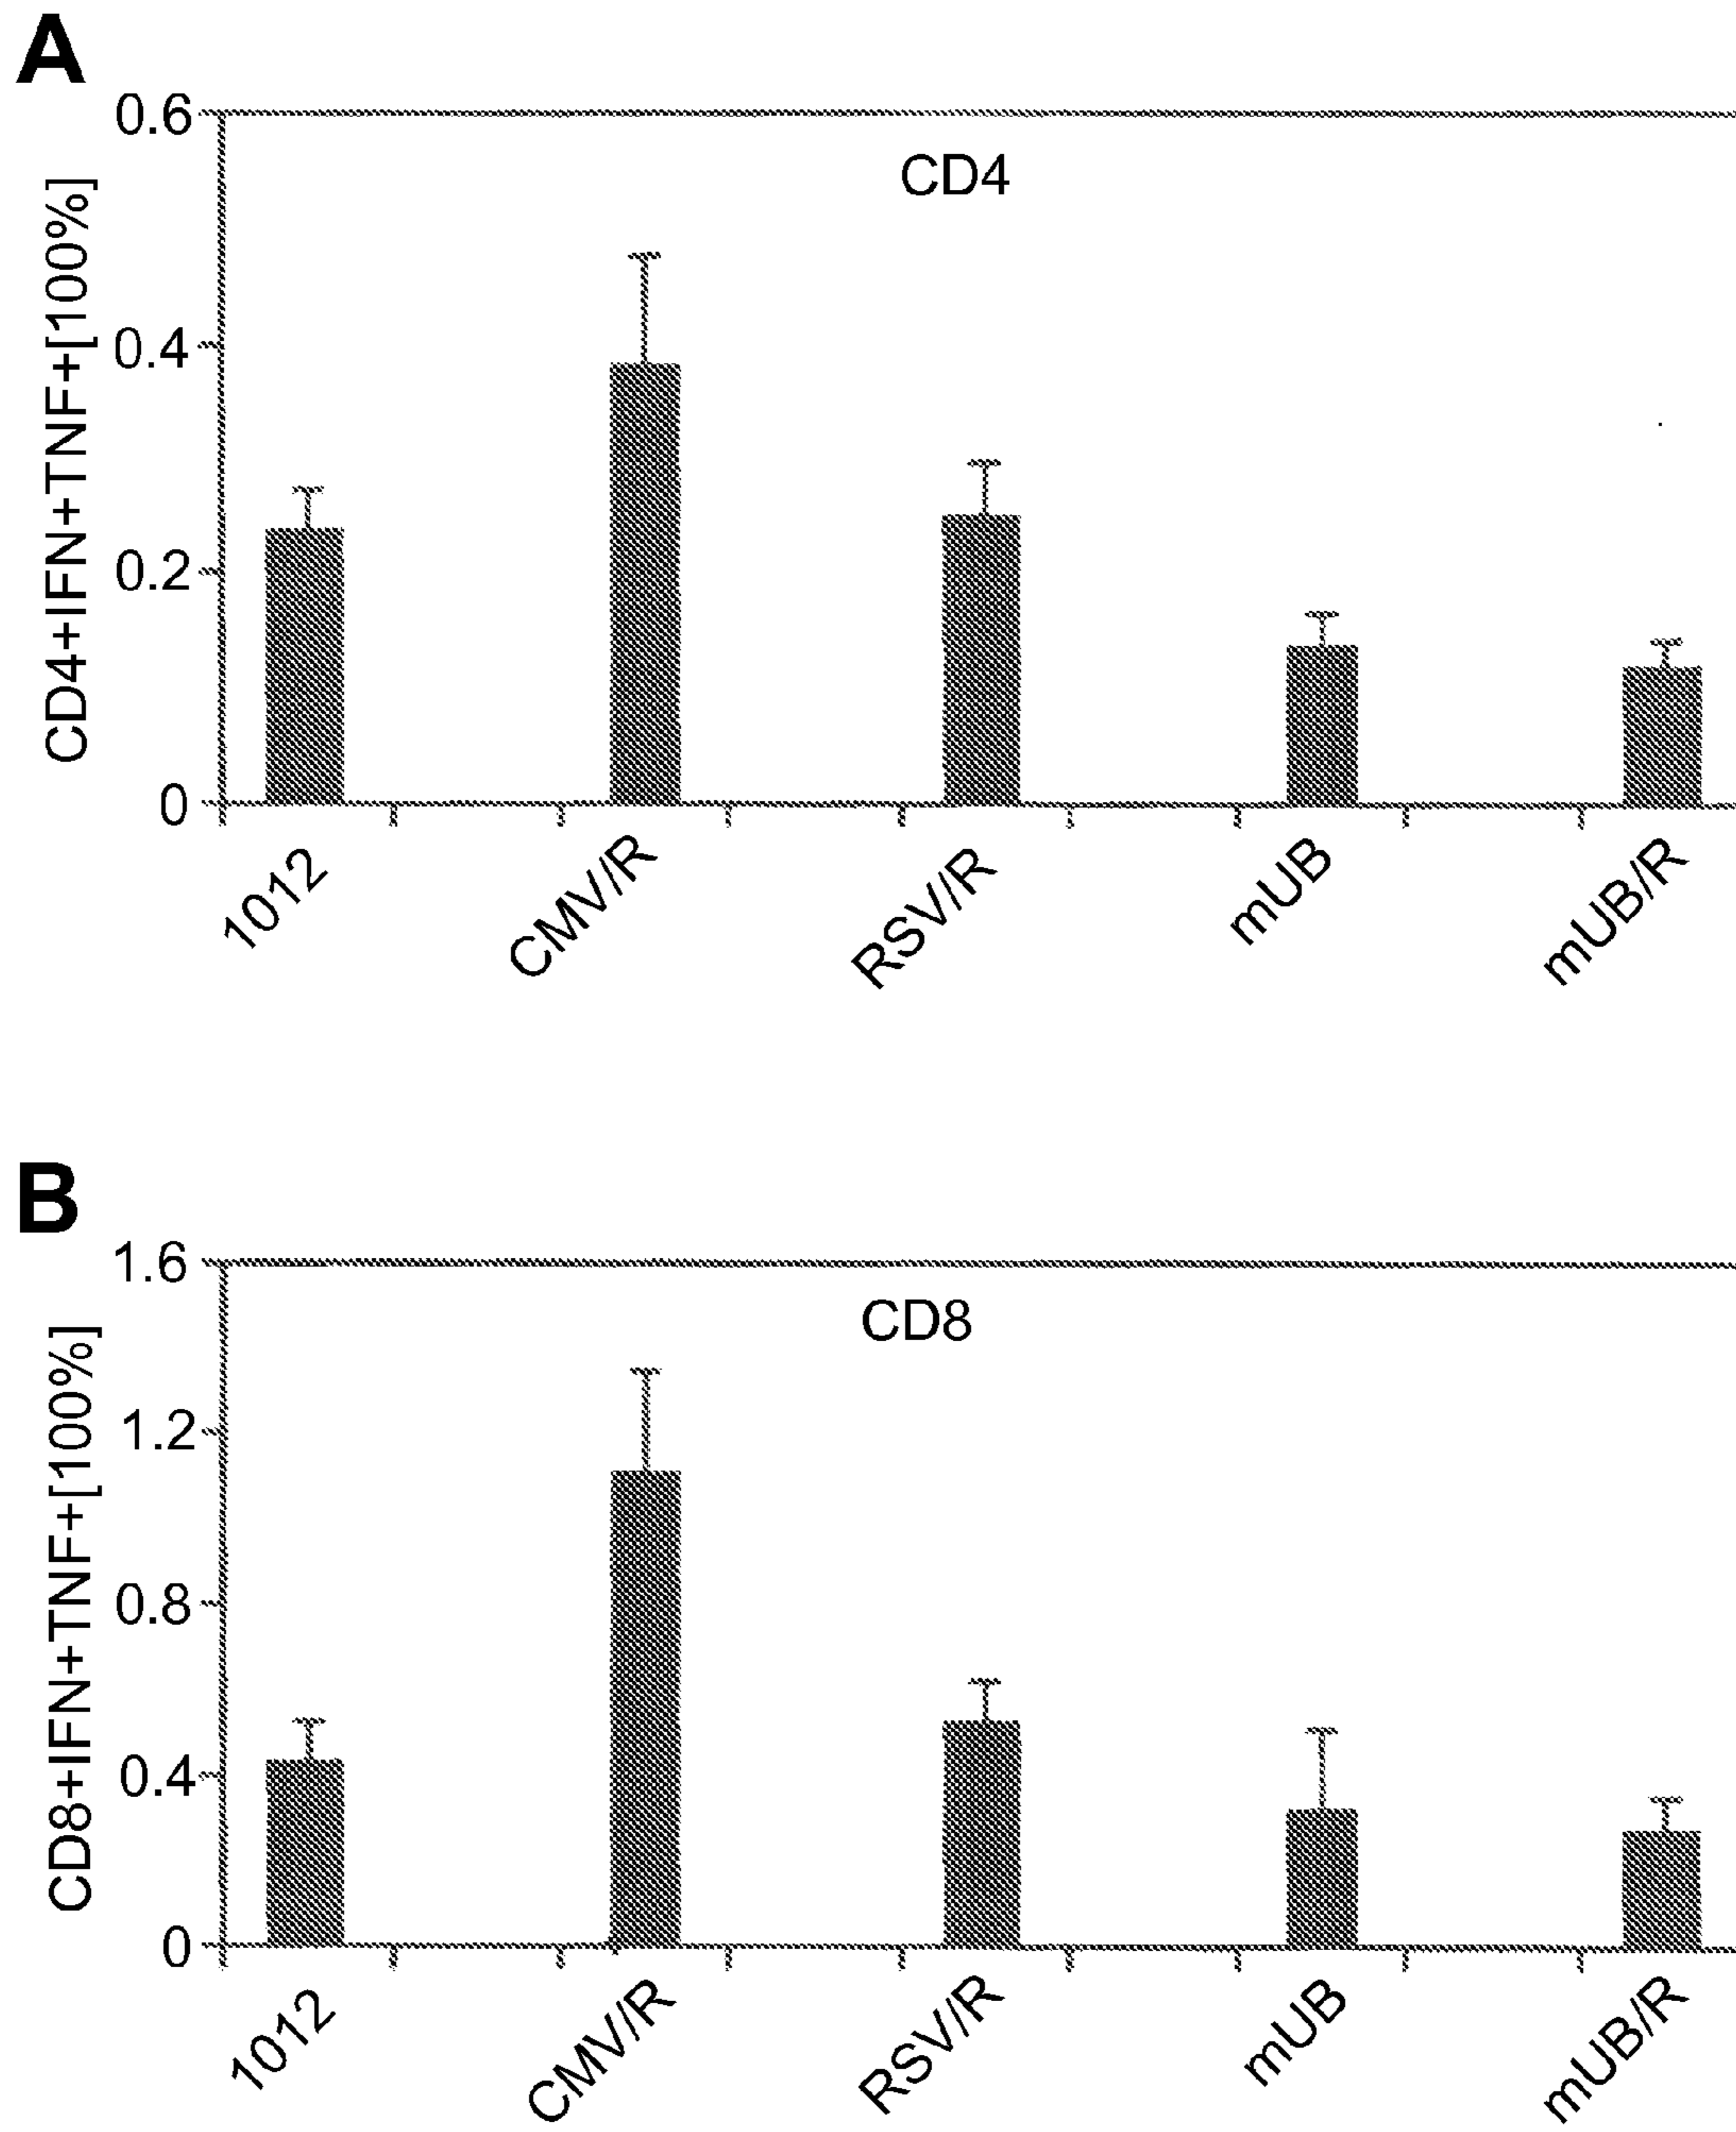 A
0.6
CD4
0.4
0.2
0
CD4+IFN+TNF+[100%]
1012
CMV/R
RSV/R
mUB
mUB/R
B
1.6
CD8
1.2
0.8
0.4
0
CD8+IFN+TNF+[100%]
1012
CMV/R
RSV/R
mUB
mUB/R